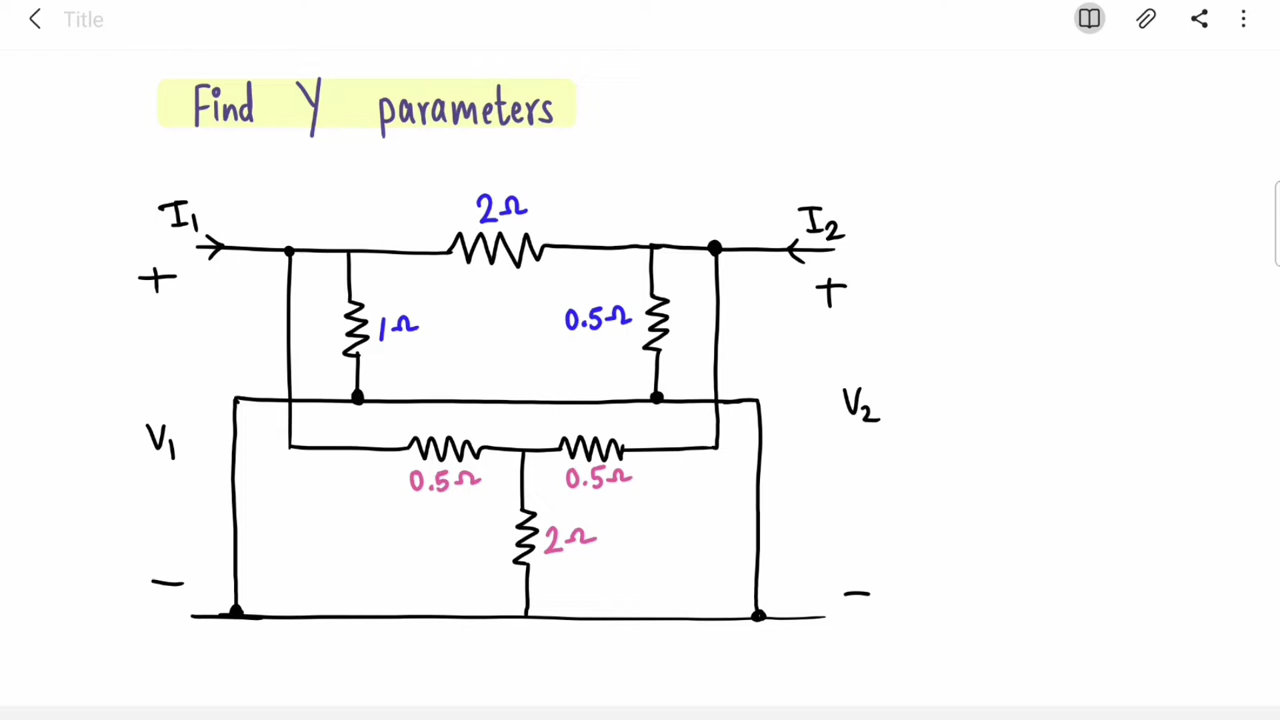 Title
Find Y parameters
2Ω
I₁
I₂
+
+
1Ω
0.5Ω
V₁
V₂
0.5Ω
0.5Ω
2Ω
−
−